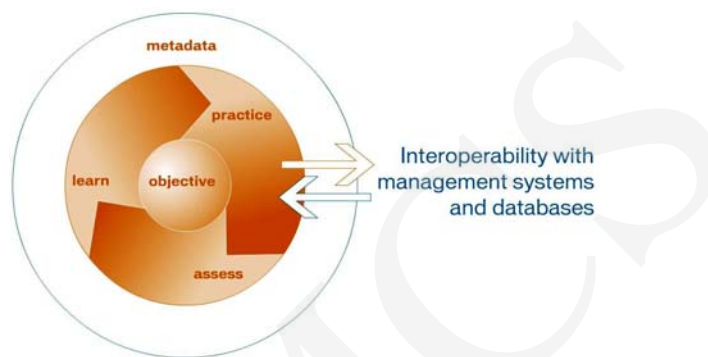 metadata
practice
learn
objective
assess
Interoperability with
management systems
and databases